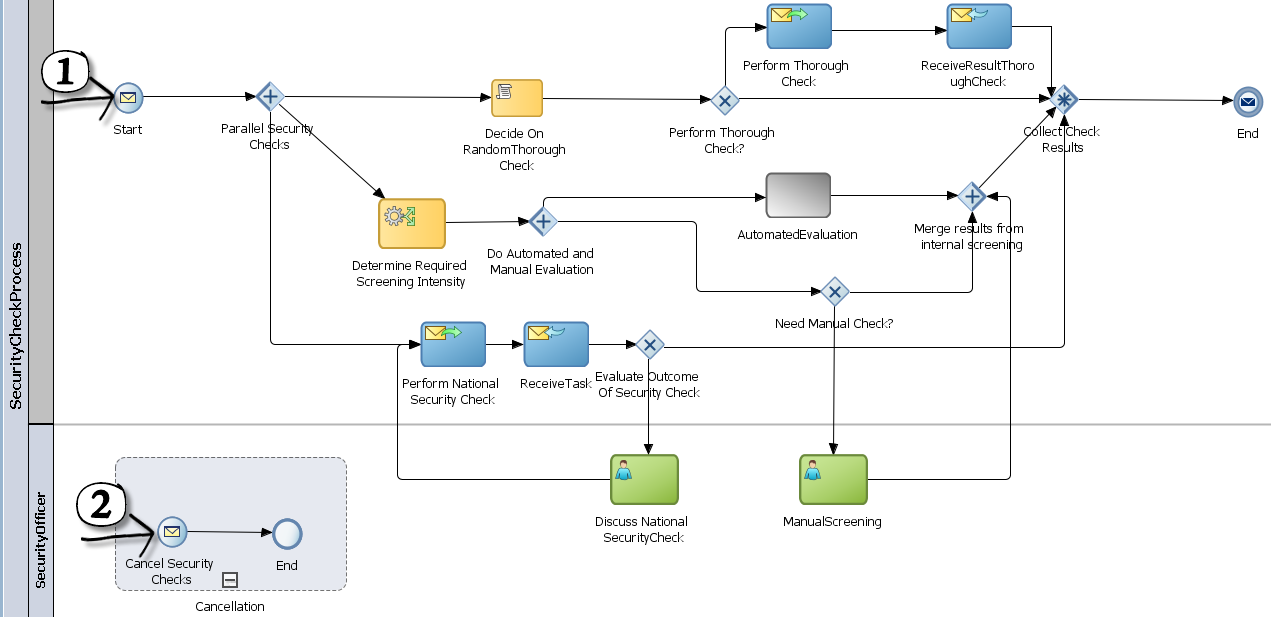 1
Start
Parallel Security
Checks
Decide On
RandomThorough
Check
Perform Thorough
Check?
Perform Thorough
Check
ReceiveResultThoro
ughCheck
Collect Check
Results
End
Determine Required
Screening Intensity
Do Automated and
Manual Evaluation
AutomatedEvaluation
Merge results from
internal screening
Need Manual Check?
Perform National
Security Check
ReceiveTask
Evaluate Outcome
Of Security Check
SecurityCheckProcess
SecurityOfficer
2
Cancel Security
Checks
End
Cancellation
Discuss National
SecurityCheck
ManualScreening